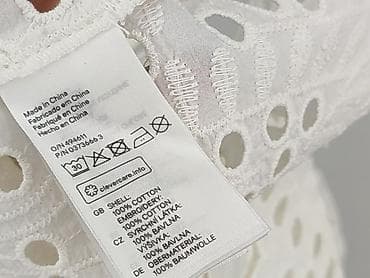 Made in China
Fabricado em China
Fabriqué en Chine
Hecho en China
O/N 494611
P/N 0373666-3
30
clevercare.info
GB SHELL:
100% COTTON
EMBROIDERY:
100% COTTON
CZ SVRCHNÍ LÁTKA:
100% BAVLNA
VÝŠIVKA:
100% BAVLNA
DE OBERMATERIAL:
100% BAUMWOLLE